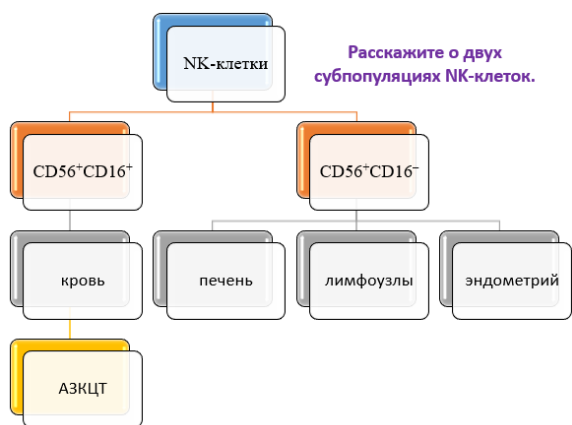 NK-клетки
Расскажите о двух
субпопуляциях NK-клеток.
CD56⁺CD16⁺
CD56⁺CD16⁻
кровь
печень
лимфоузлы
эндометрий
АЗКЦТ